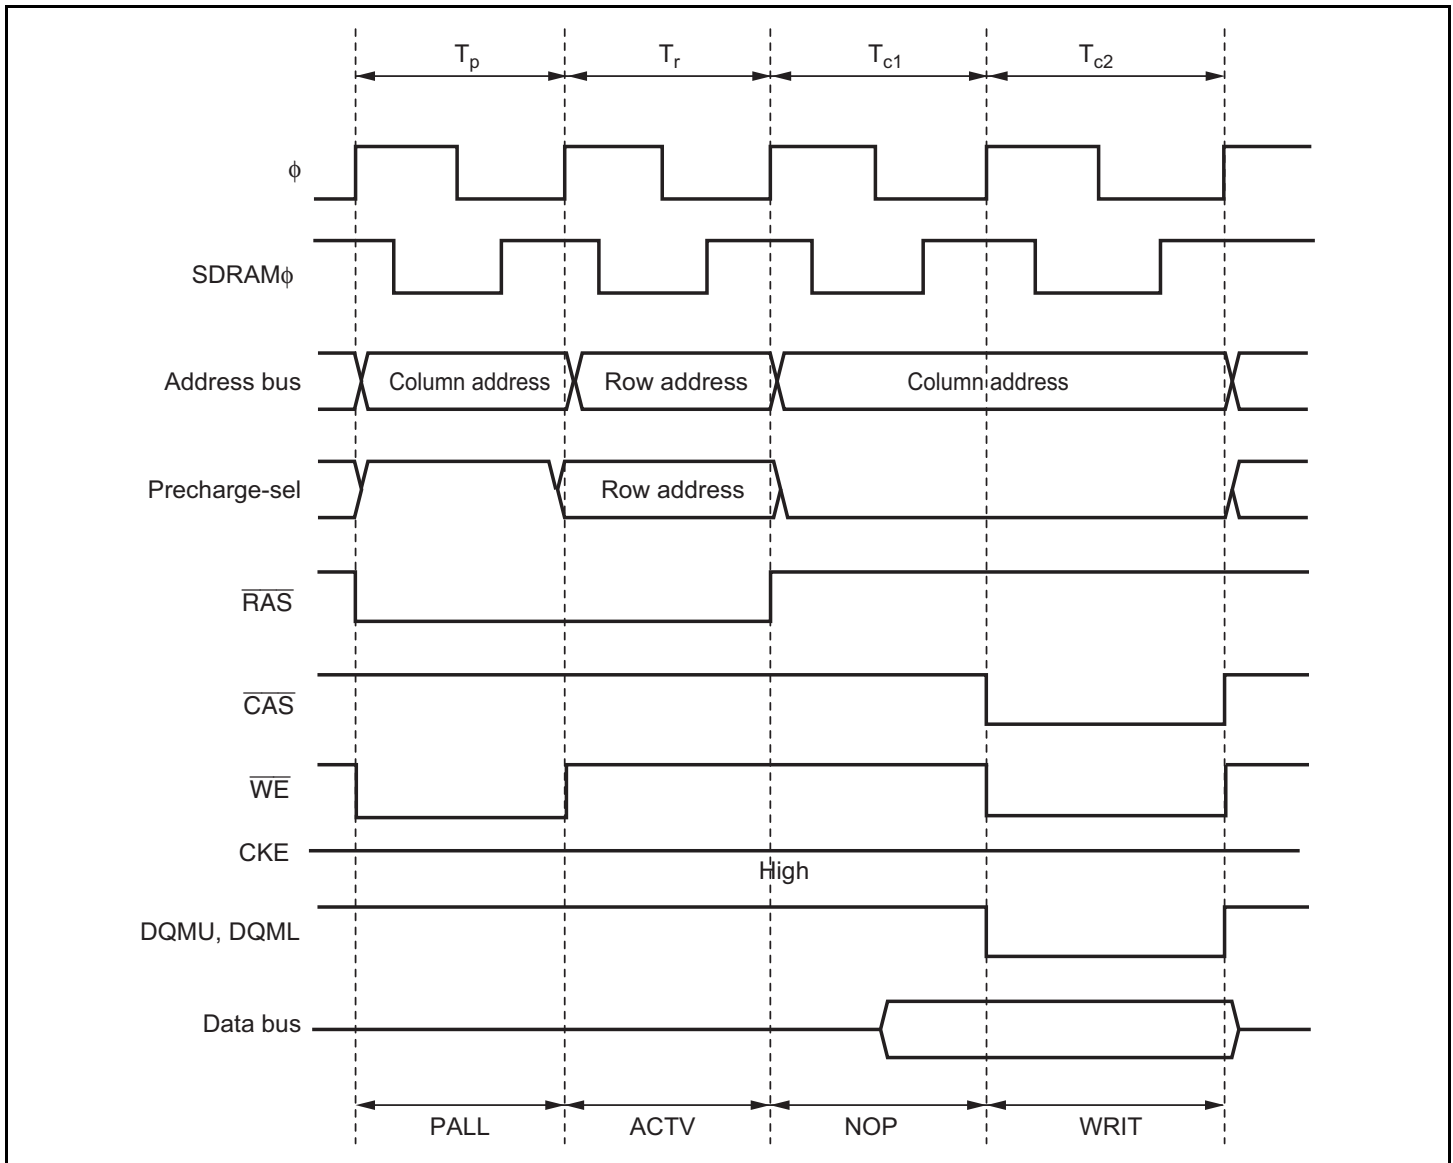 Tp Tr Tc1 Tc2
ϕ
SDRAMϕ
Address bus Column address Row address Column address
Precharge-sel Row address
RAS
CAS
WE
CKE
High
DQMU, DQML
Data bus
PALL ACTV NOP WRIT